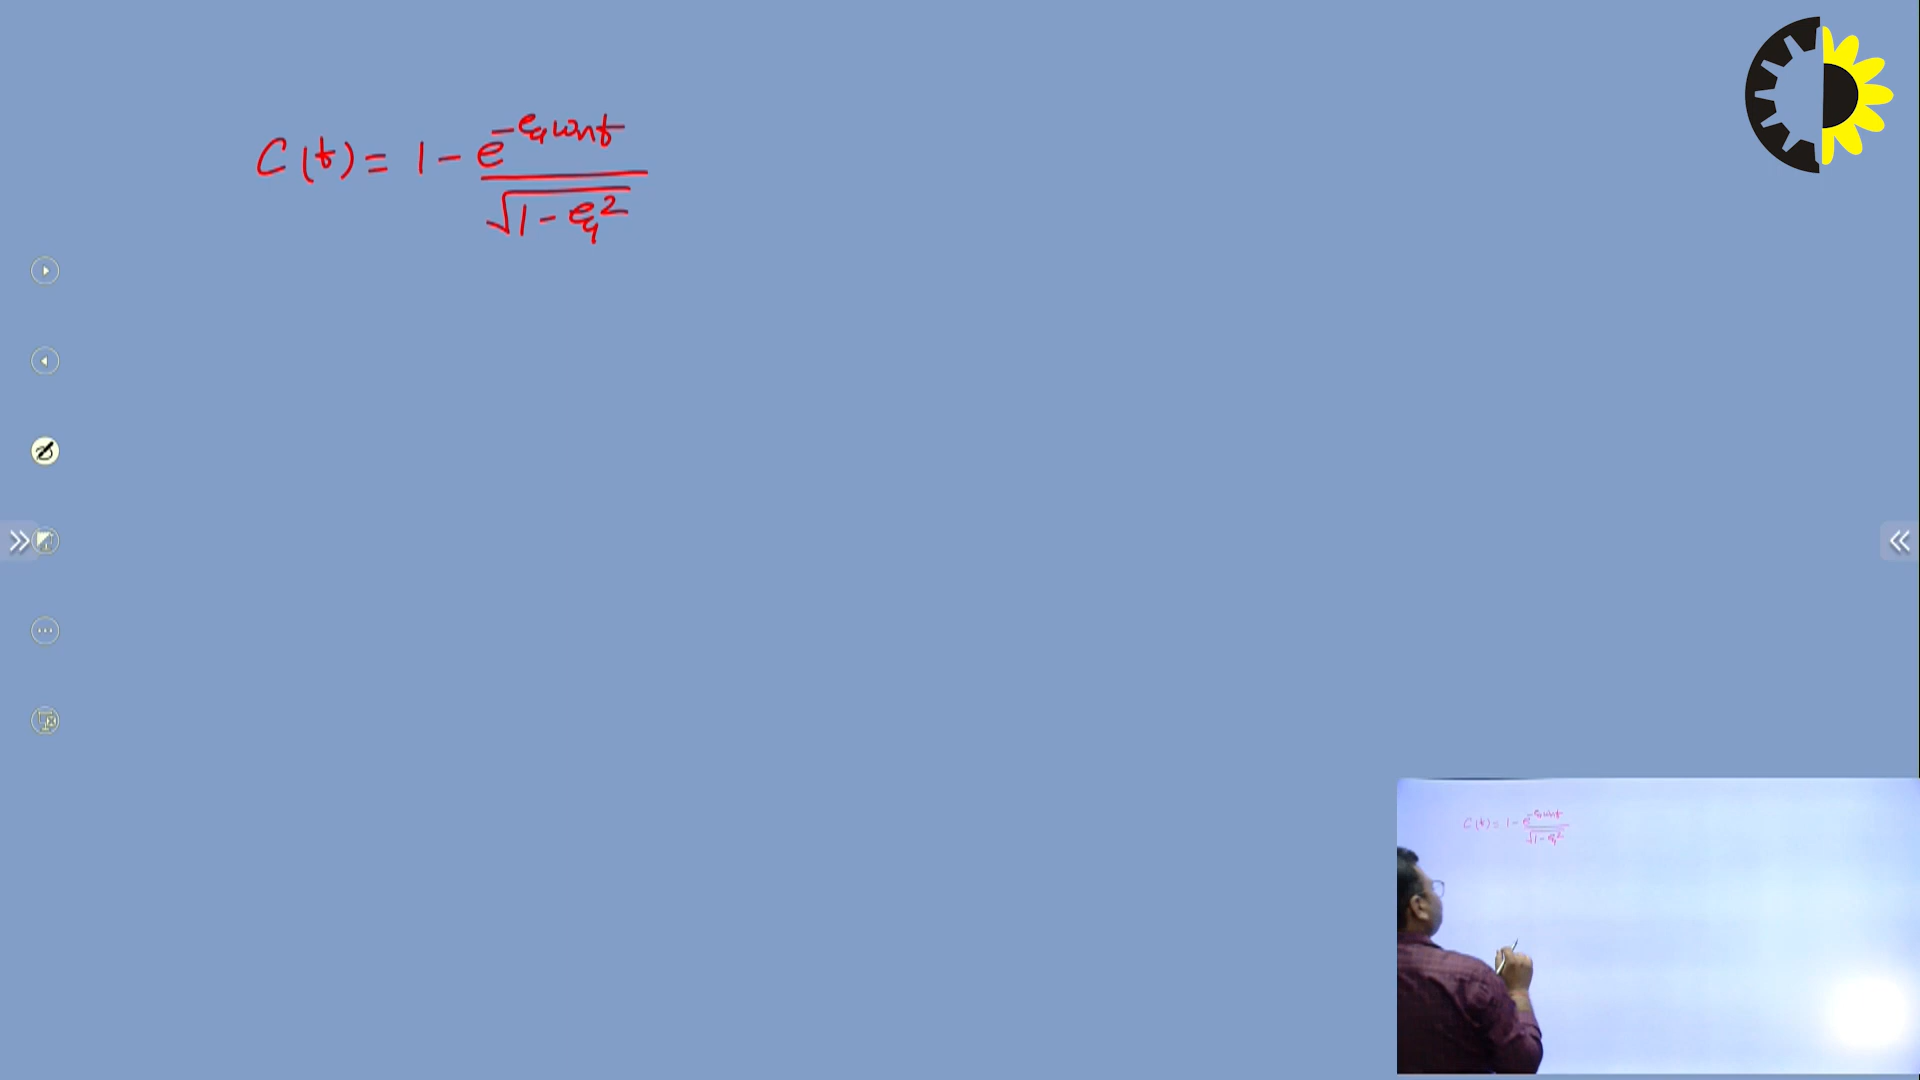 C(t) = 1 - e^{-ξωnt} / √(1 - ξ²)